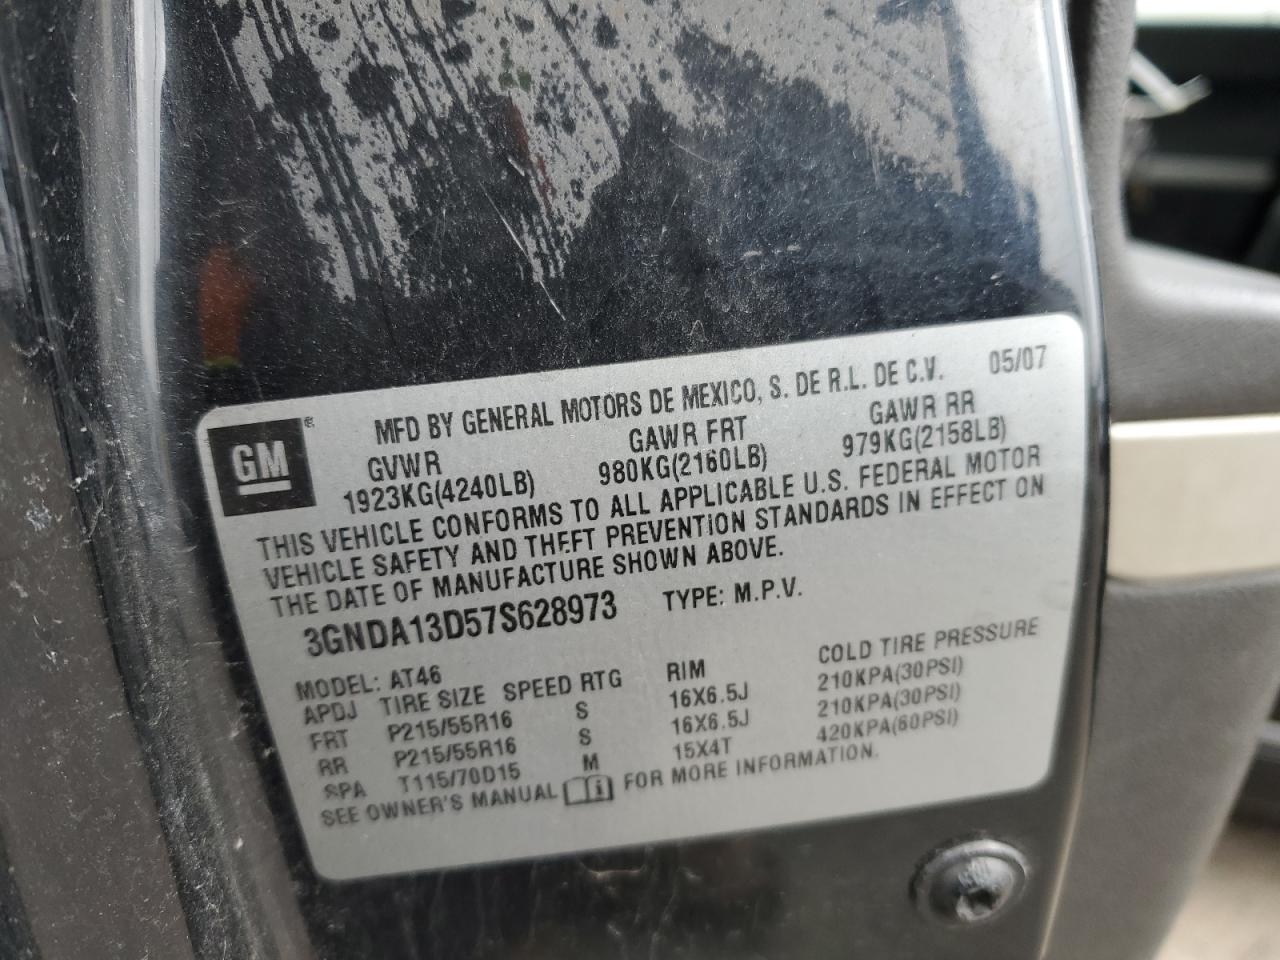 GM ®
MFD BY GENERAL MOTORS DE MEXICO, S. DE R.L. DE C.V. 05/07
GVWR GAWR FRT GAWR RR
1923KG(4240LB) 980KG(2160LB) 979KG(2158LB)
THIS VEHICLE CONFORMS TO ALL APPLICABLE U.S. FEDERAL MOTOR
VEHICLE SAFETY AND THEFT PREVENTION STANDARDS IN EFFECT ON
THE DATE OF MANUFACTURE SHOWN ABOVE.
3GNDA13D57S628973 TYPE: M.P.V.
MODEL: AT46
APDJ TIRE SIZE SPEED RTG RIM COLD TIRE PRESSURE
FRT P215/55R16 S 16X6.5J 210KPA(30PSI)
RR P215/55R16 S 16X6.5J 210KPA(30PSI)
SPA T115/70D15 M 15X4T 420KPA(60PSI)
SEE OWNER'S MANUAL i FOR MORE INFORMATION.